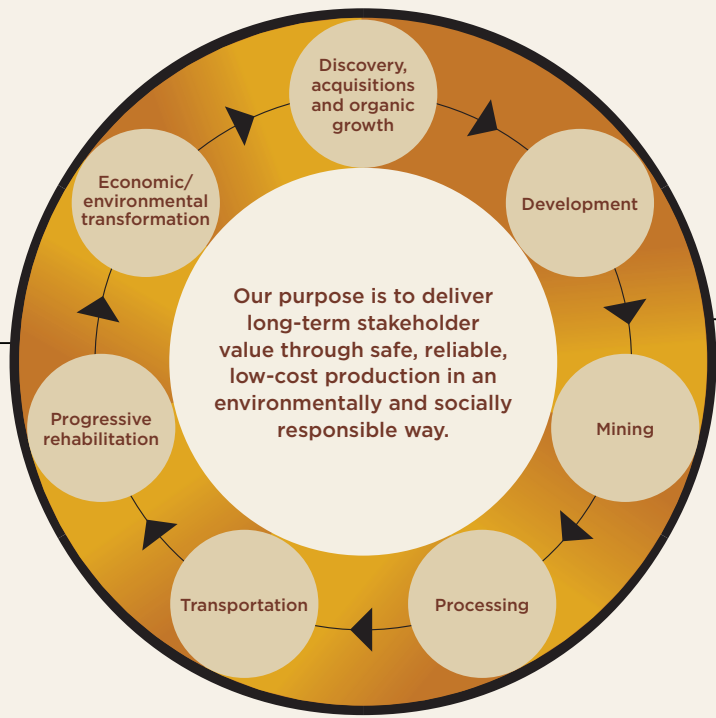 Discovery,
acquisitions
and organic
growth
Development
Mining
Processing
Transportation
Progressive
rehabilitation
Economic/
environmental
transformation
Our purpose is to deliver
long-term stakeholder
value through safe, reliable,
low-cost production in an
environmentally and socially
responsible way.